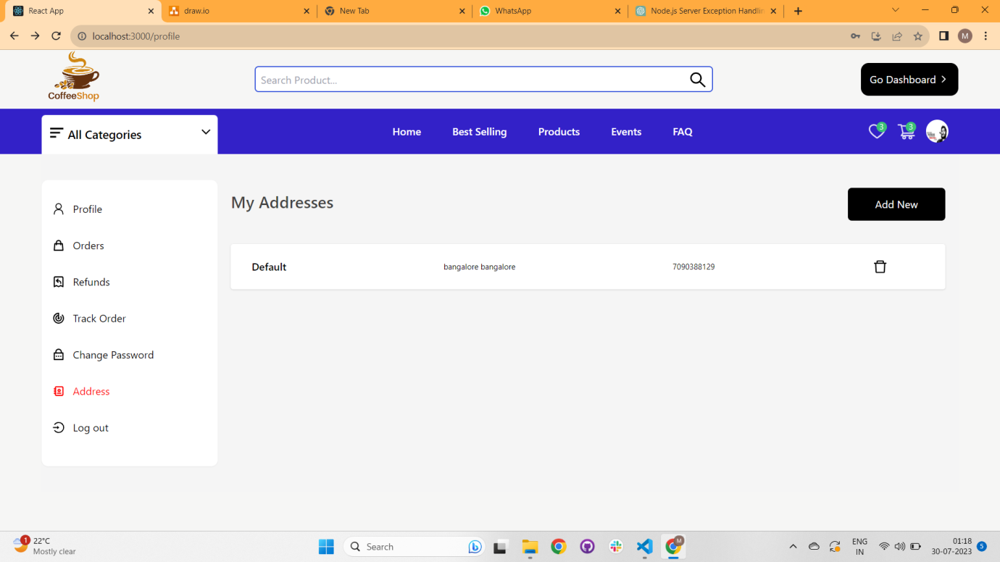 React App
draw.io
New Tab
WhatsApp
Node.js Server Exception Handlin
localhost:3000/profile
M
CoffeeShop
Search Product...
Go Dashboard
All Categories
Home
Best Selling
Products
Events
FAQ
3
3
Profile
Orders
Refunds
Track Order
Change Password
Address
Log out
My Addresses
Add New
Default
bangalore bangalore
7090388129
1
22°C
Mostly clear
Search
M
ENG
IN
01:18
30-07-2023
5